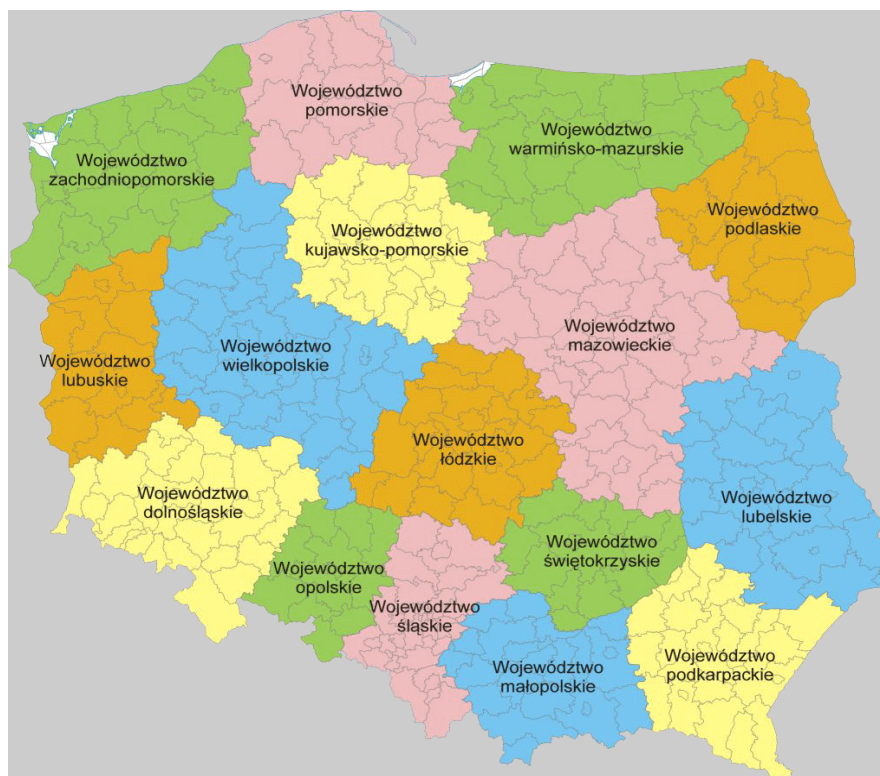 Województwo
pomorskie
Województwo
warmińsko-mazurskie
Województwo
zachodniopomorskie
Województwo
podlaskie
Województwo
kujawsko-pomorskie
Województwo
mazowieckie
Województwo
wielkopolskie
Województwo
lubuskie
Województwo
łódzkie
Województwo
dolnośląskie
Województwo
lubelskie
Województwo
świętokrzyskie
Województwo
opolskie
Województwo
śląskie
Województwo
podkarpackie
Województwo
małopolskie